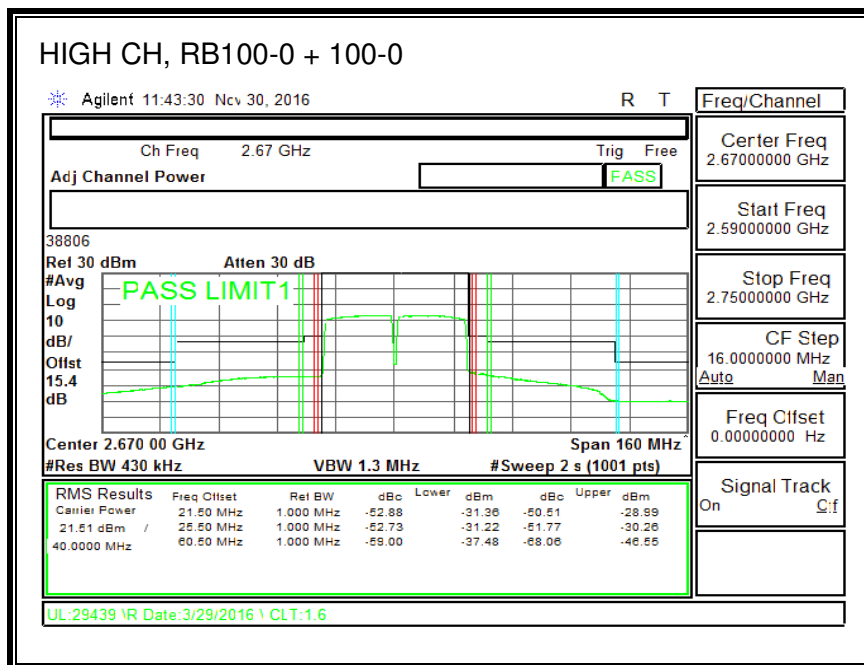 HIGH CH, RB100-0 + 100-0
Agilent 11:43:30 Nov 30, 2016 R T
Freq/Channel
Ch Freq 2.67 GHz Trig Free
Adj Channel Power PASS
Center Freq
2.67000000 GHz
Start Freq
2.59000000 GHz
38806
Ref 30 dBm Atten 30 dB
#Avg
Log
10
dB/
Offst
15.4
dB
PASS LIMIT1
Stop Freq
2.75000000 GHz
CF Step
16.0000000 MHz
Auto Man
Freq Offset
0.00000000 Hz
Center 2.670 00 GHz Span 160 MHz^
#Res BW 430 kHz VBW 1.3 MHz #Sweep 2 s (1001 pts)
Signal Track
On Off
RMS Results Freq Offset Ref BW dBc Lower dBm dBc Upper dBm
Carrier Power 21.50 MHz 1.000 MHz -52.88 -31.36 -50.51 -28.99
21.51 dBm / 25.50 MHz 1.000 MHz -52.73 -31.22 -51.77 -30.26
40.0000 MHz 60.50 MHz 1.000 MHz -59.00 -37.48 -68.06 -46.55
UL:29439 \R Date:3/29/2016 \ CLT:1.6